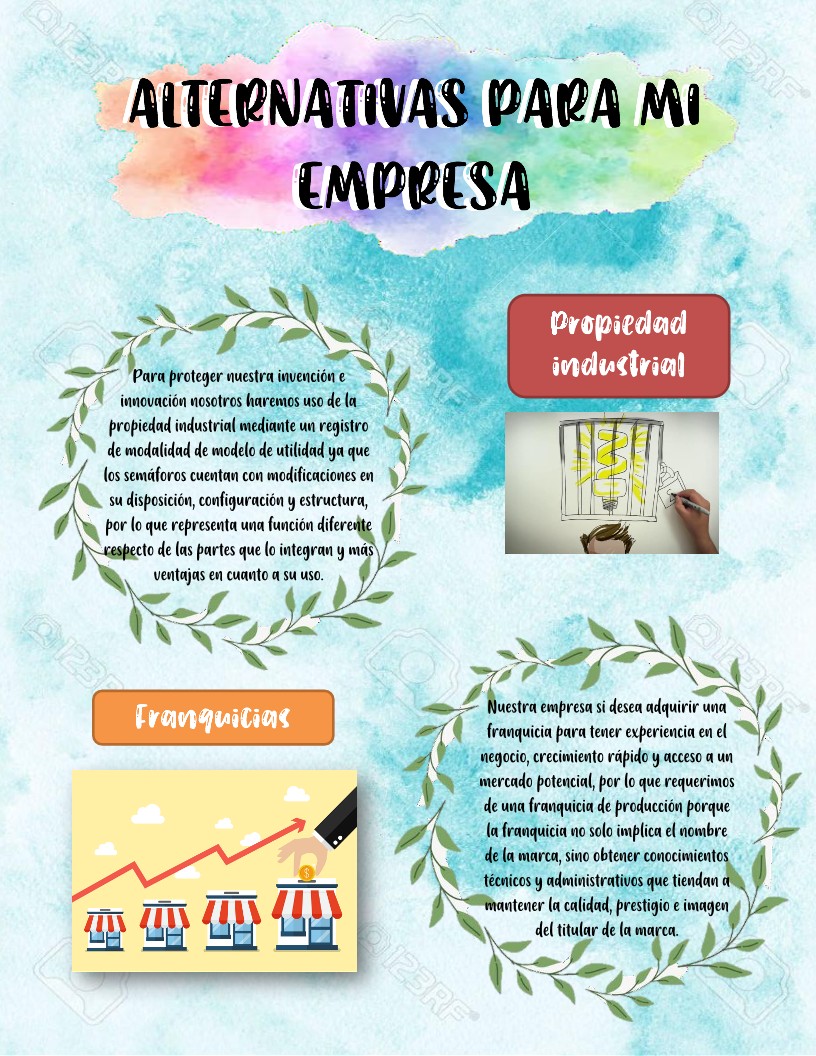 ALTERNATIVAS PARA MI
EMPRESA
Propiedad
industrial
Para proteger nuestra invención e
innovación nosotros haremos uso de la
propiedad industrial mediante un registro
de modalidad de modelo de utilidad ya que
los semáforos cuentan con modificaciones en
su disposición, configuración y estructura,
por lo que representa una función diferente
respecto de las partes que lo integran y más
ventajas en cuanto a su uso.
Franquicias
Nuestra empresa si desea adquirir una
franquicia para tener experiencia en el
negocio, crecimiento rápido y acceso a un
mercado potencial, por lo que requerimos
de una franquicia de producción porque
la franquicia no solo implica el nombre
de la marca, sino obtener conocimientos
técnicos y administrativos que tiendan a
mantener la calidad, prestigio e imagen
del titular de la marca.
123RF